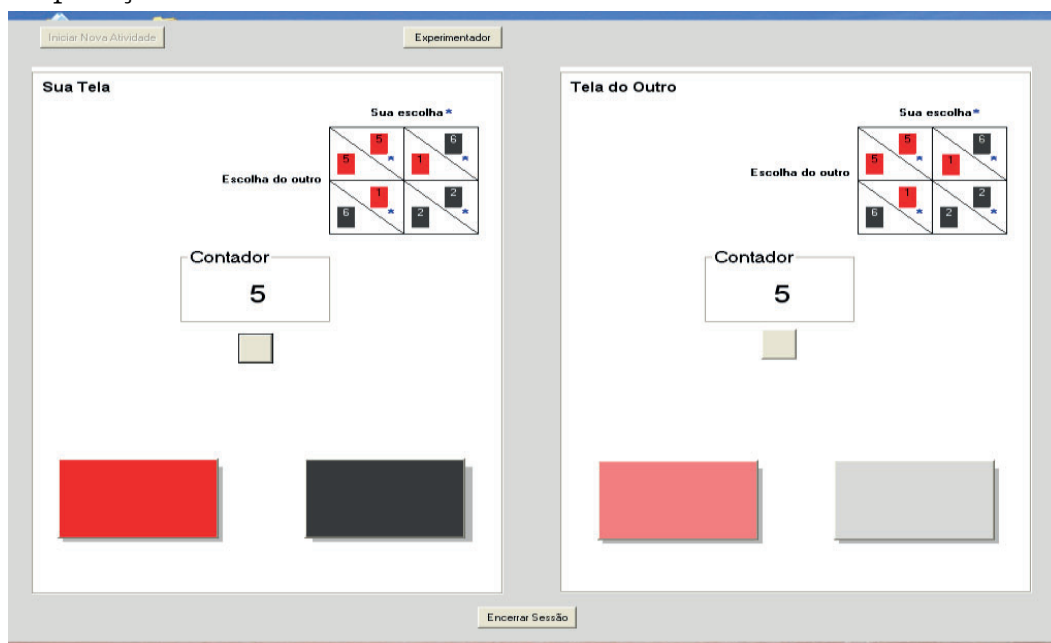 Iniciar Nova Atividade
Experimentador
Sua Tela
Sua escolha*
5 6
5 * 1 *
Escolha do outro
1 2
6 * 2 *
Contador
5
Tela do Outro
Sua escolha*
5 6
5 * 1 *
Escolha do outro
1 2
6 * 2 *
Contador
5
Encerrar Sessão